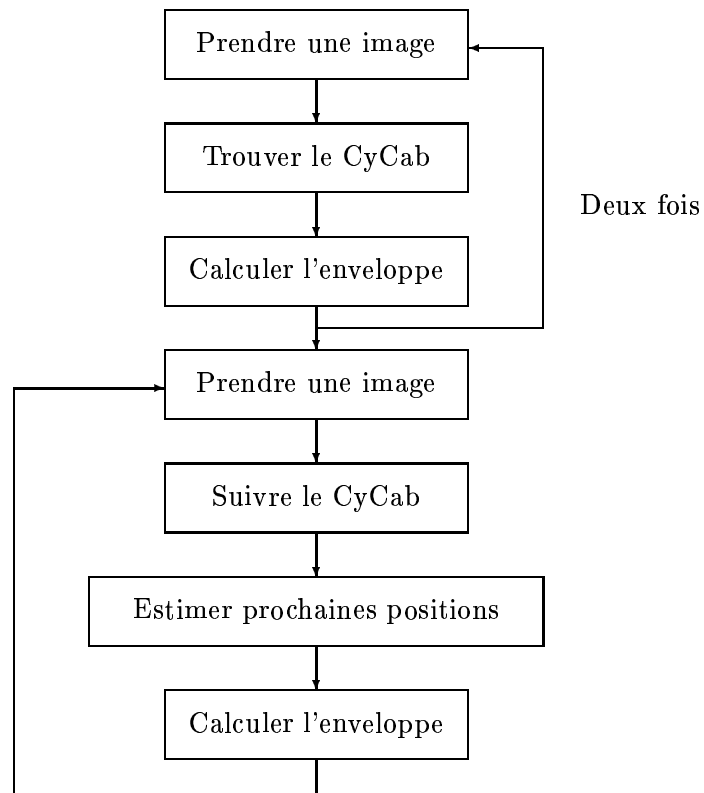 Prendre une image
Trouver le CyCab
Deux fois
Calculer l'enveloppe
Prendre une image
Suivre le CyCab
Estimer prochaines positions
Calculer l'enveloppe